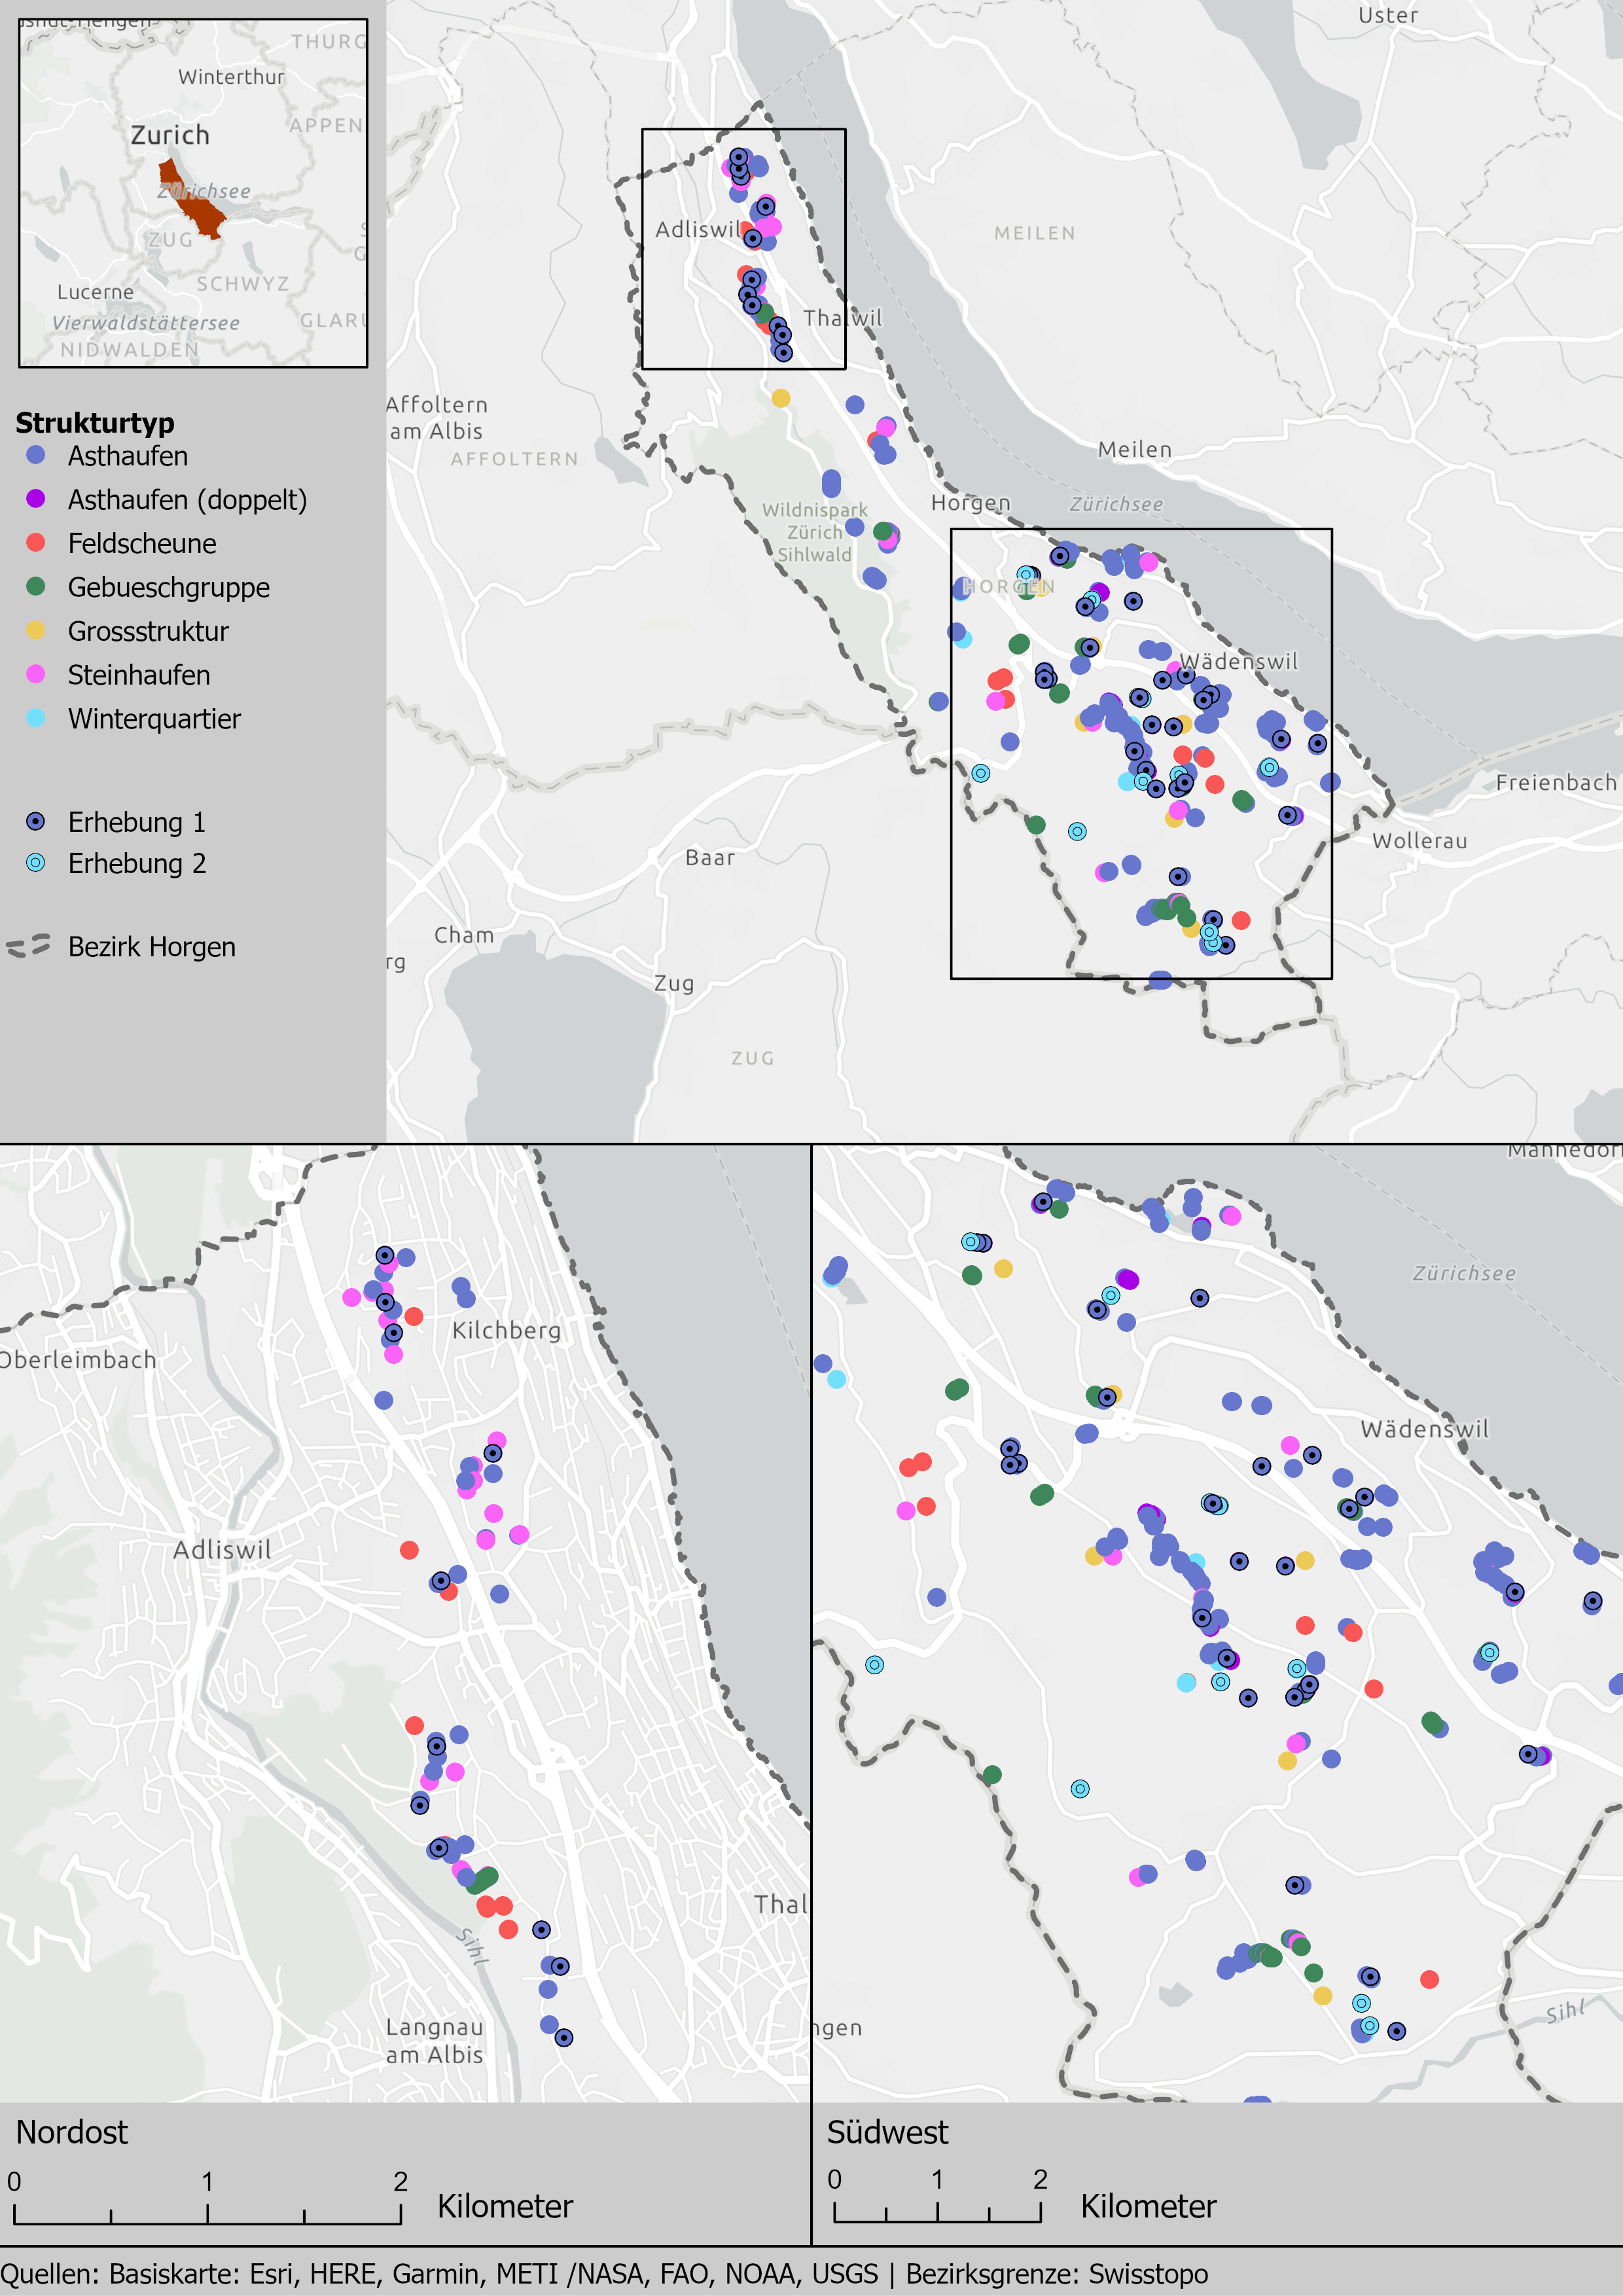 THURG
Winterthur
Zurich
APPEN
Zürichsee
ZUG
SCHWYZ
Lucerne
Vierwaldstättersee
GLARU
NIDWALDEN
Strukturtyp
Asthaufen
Asthaufen (doppelt)
Feldscheune
Gebueschgruppe
Grossstruktur
Steinhaufen
Winterquartier
Erhebung 1
Erhebung 2
Bezirk Horgen
Uster
Adliswil
MEILEN
Thalwil
Affoltern
am Albis
AFFOLTERN
Meilen
Horgen
Zürichsee
Wildnispark
Zürich
Sihlwald
HORGEN
Wädenswil
Freienbach
Wollerau
Baar
Cham
rg
Zug
ZUG
Kilchberg
Oberleimbach
Adliswil
Thal
Sihl
Langnau
am Albis
Männedorf
Zürichsee
Wädenswil
ngen
Sihl
Nordost
0 1 2
Kilometer
Südwest
0 1 2
Kilometer
Quellen: Basiskarte: Esri, HERE, Garmin, METI /NASA, FAO, NOAA, USGS | Bezirksgrenze: Swisstopo